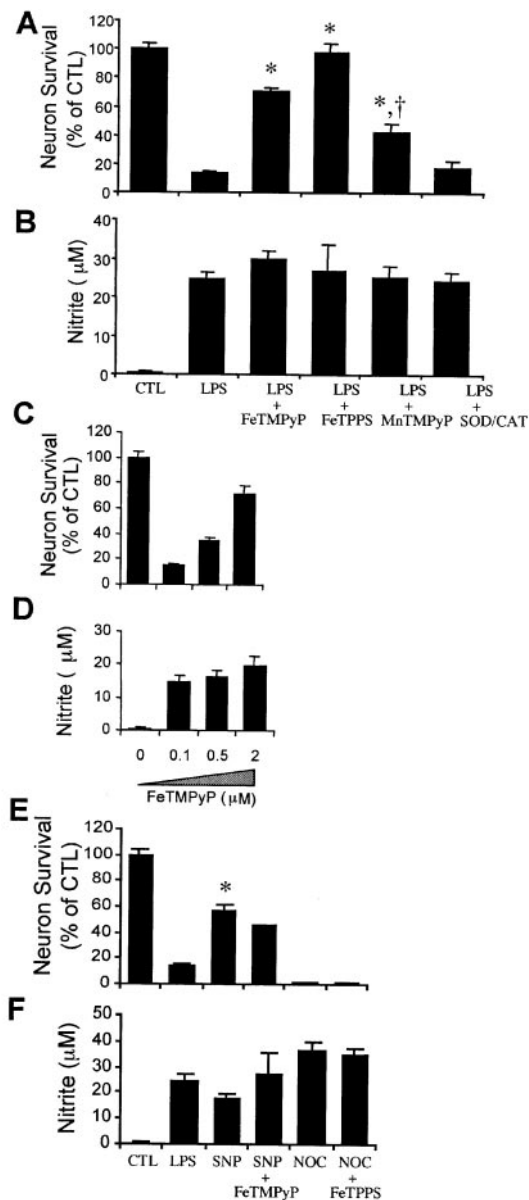 A
Neuron Survival
(% of CTL)
120
100
80
60
40
20
0
*
*
*,†
B
Nitrite ( μM)
40
30
20
10
0
CTL
LPS
LPS
+
FeTMPyP
LPS
+
FeTPPS
LPS
+
MnTMPyP
LPS
+
SOD/CAT
C
Neuron Survival
(% of CTL)
120
100
80
60
40
20
0
D
Nitrite ( μM)
30
20
10
0
0
0.1
0.5
2
FeTMPyP (μM)
E
Neuron Survival
(% of CTL)
120
100
80
60
40
20
0
*
F
Nitrite (μM)
50
40
30
20
10
0
CTL
LPS
SNP
SNP
+
FeTMPyP
NOC
NOC
+
FeTPPS